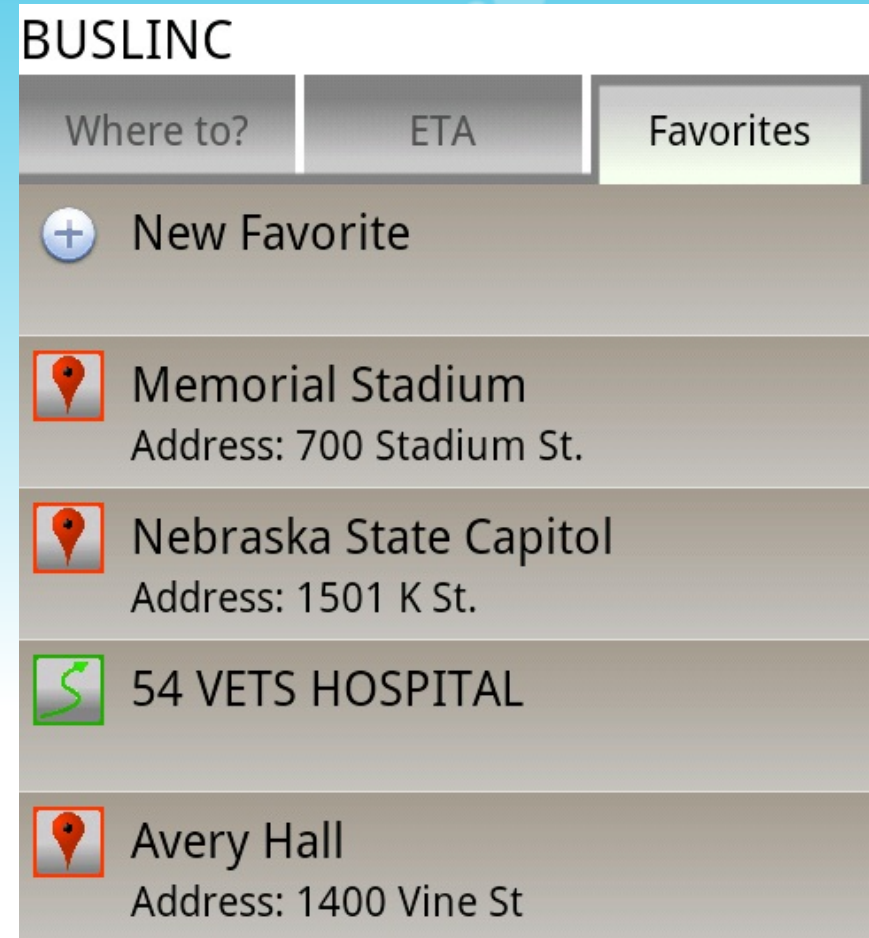 BUSLINC
Where to? ETA Favorites
New Favorite
Memorial Stadium
Address: 700 Stadium St.
Nebraska State Capitol
Address: 1501 K St.
54 VETS HOSPITAL
Avery Hall
Address: 1400 Vine St